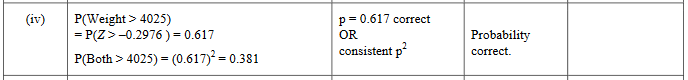 (iv)
P(Weight > 4025)
= P(Z > –0.2976 ) = 0.617
P(Both > 4025) = (0.617)² = 0.381
p = 0.617 correct
OR
consistent p²
Probability
correct.